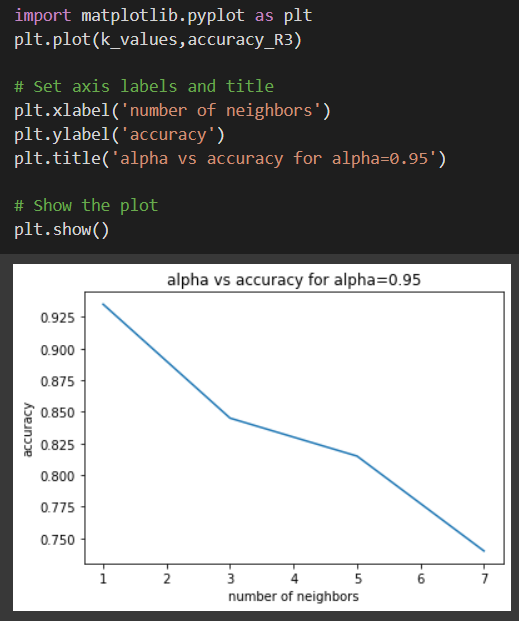 import matplotlib.pyplot as plt
plt.plot(k_values,accuracy_R3)
# Set axis labels and title
plt.xlabel('number of neighbors')
plt.ylabel('accuracy')
plt.title('alpha vs accuracy for alpha=0.95')
# Show the plot
plt.show()
alpha vs accuracy for alpha=0.95
accuracy
0.925
0.900
0.875
0.850
0.825
0.800
0.775
0.750
1 2 3 4 5 6 7
number of neighbors